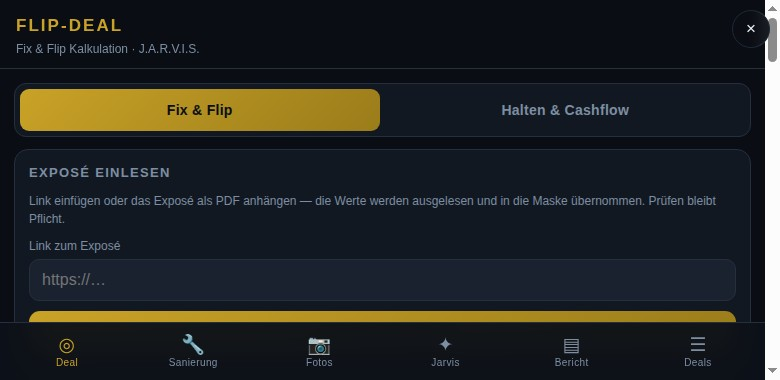 FLIP-DEAL
Fix & Flip Kalkulation · J.A.R.V.I.S.
×
Fix & Flip
Halten & Cashflow
EXPOSÉ EINLESEN
Link einfügen oder das Exposé als PDF anhängen — die Werte werden ausgelesen und in die Maske übernommen. Prüfen bleibt
Pflicht.
Link zum Exposé
https://…
Deal
Sanierung
Fotos
Jarvis
Bericht
Deals